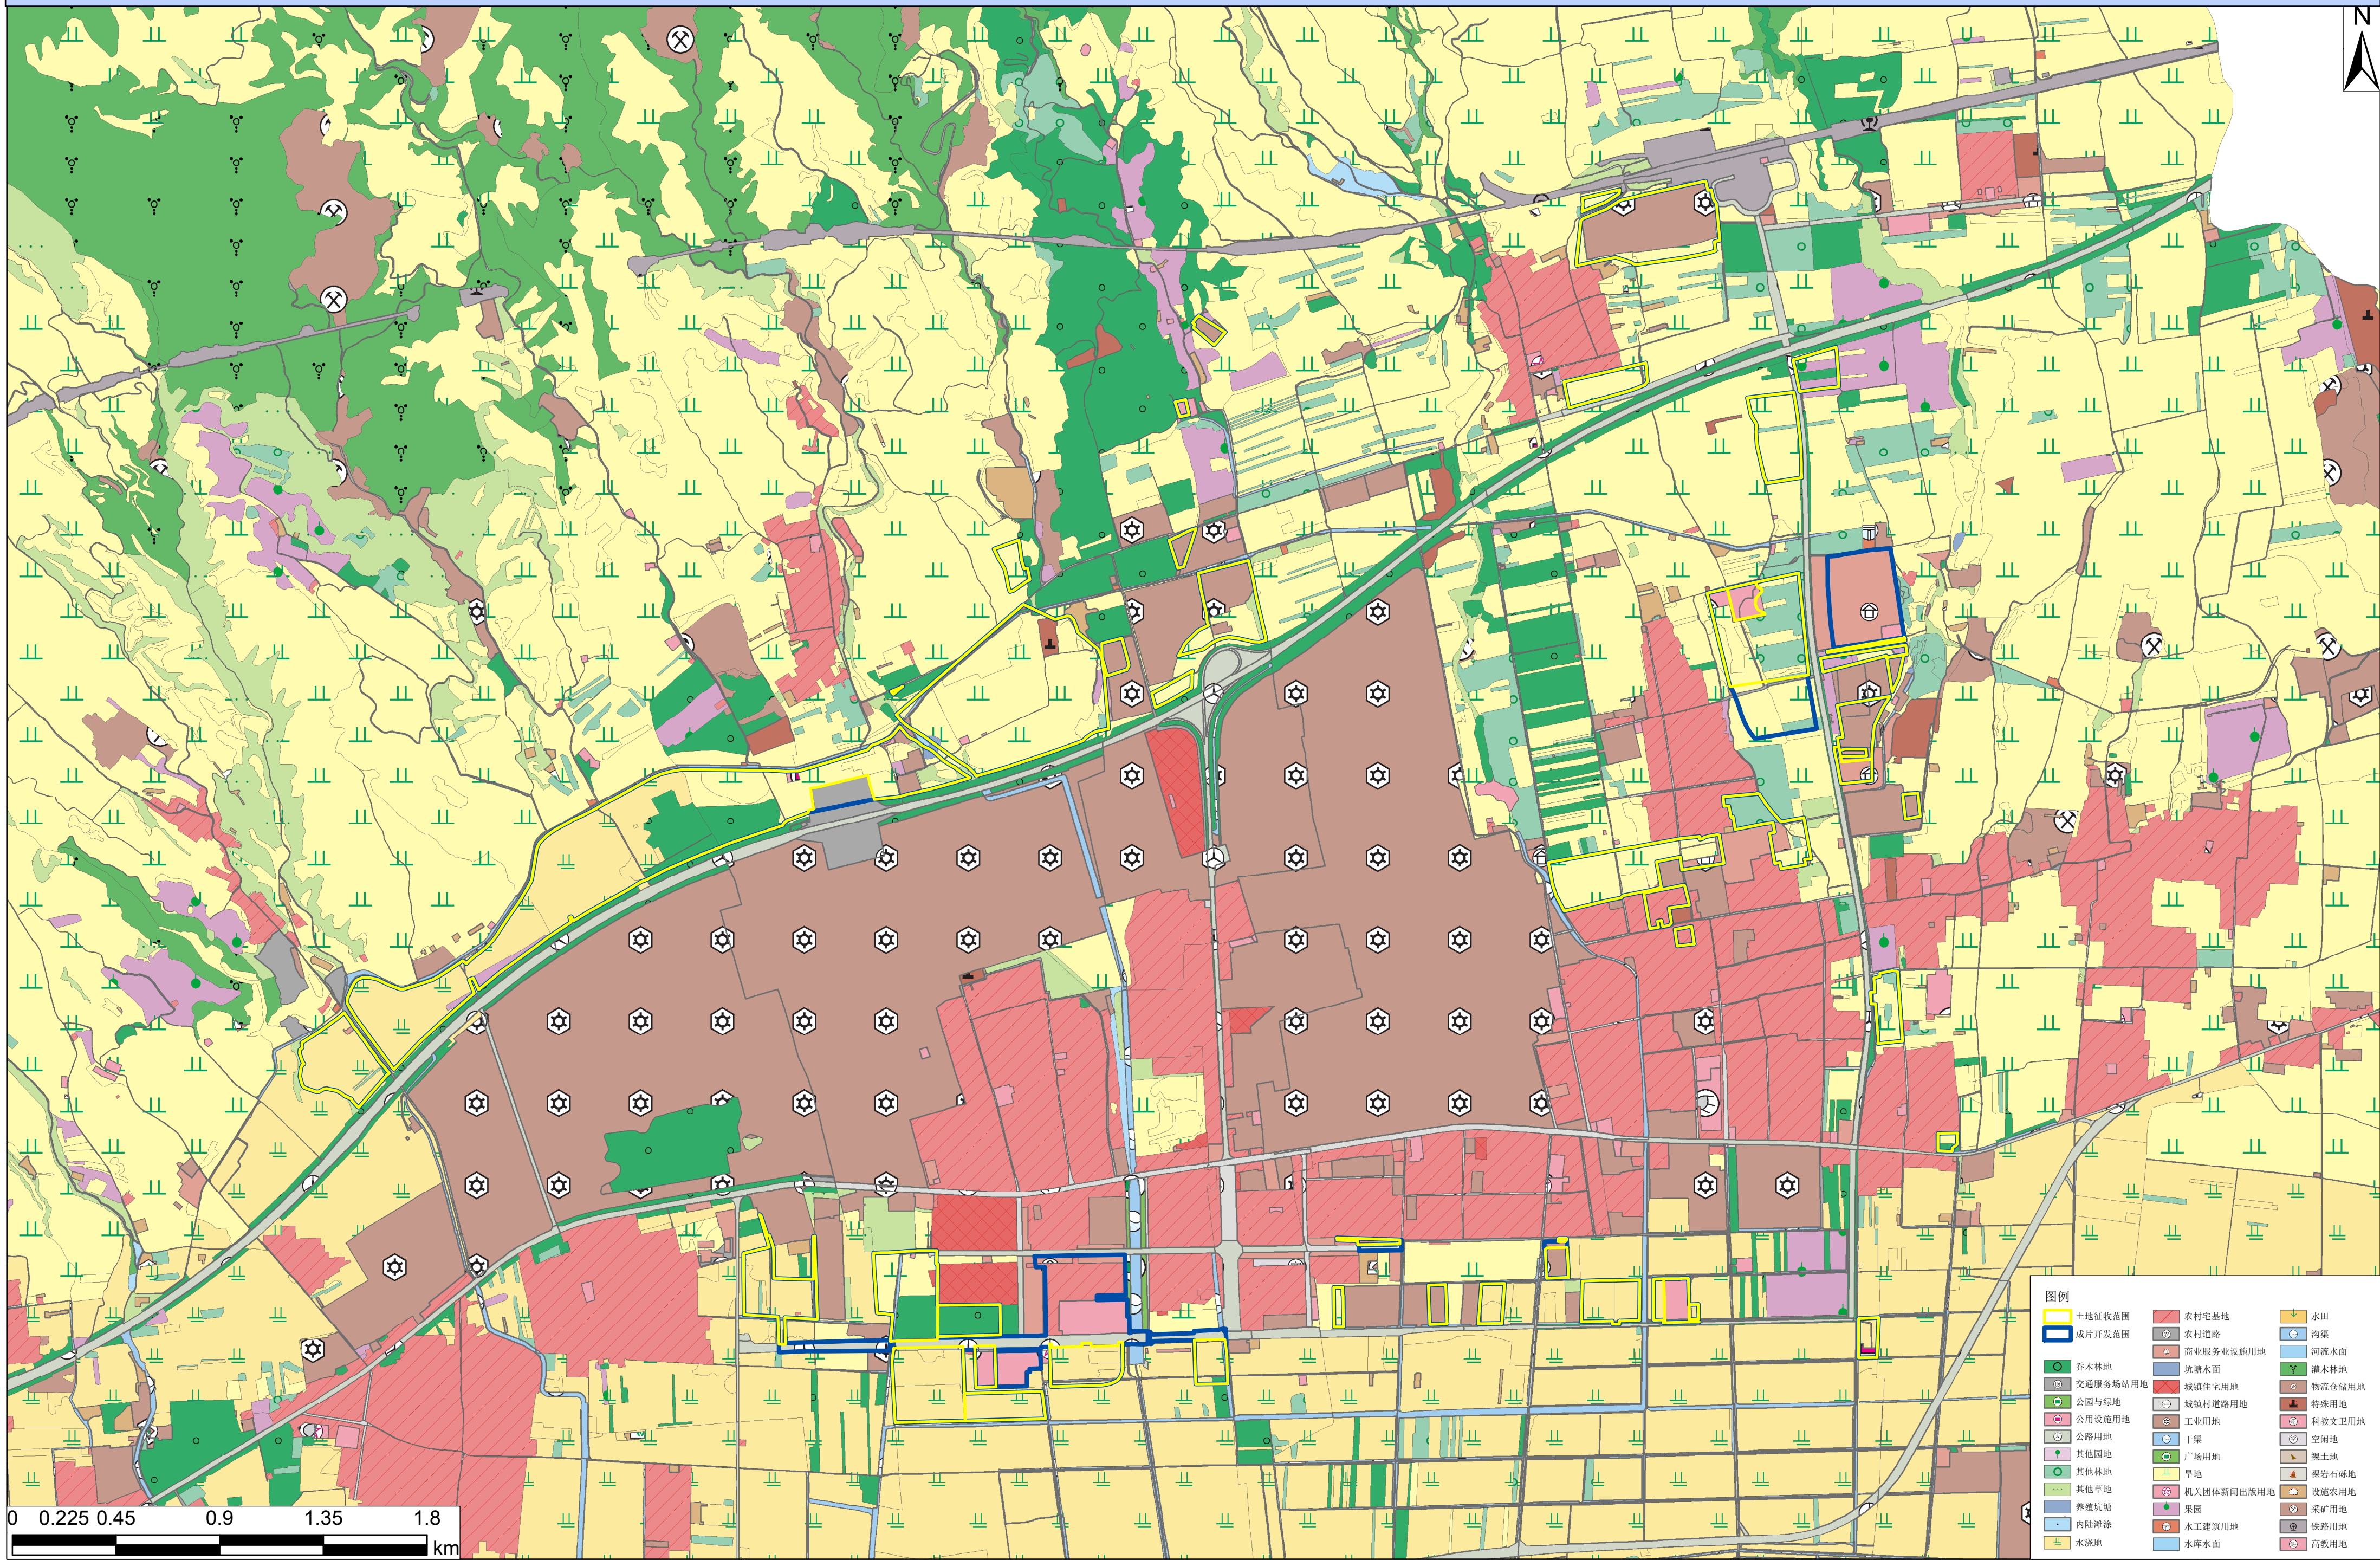 N
图例
土地征收范围
成片开发范围
乔木林地
交通服务场站用地
公园与绿地
公用设施用地
公路用地
其他园地
其他林地
其他草地
养殖坑塘
内陆滩涂
水浇地
农村宅基地
农村道路
商业服务业设施用地
坑塘水面
城镇住宅用地
城镇村道路用地
工业用地
干渠
广场用地
旱地
机关团体新闻出版用地
果园
水工建筑用地
水库水面
水田
沟渠
河流水面
灌木林地
物流仓储用地
特殊用地
科教文卫用地
空闲地
裸土地
裸岩石砾地
设施农用地
采矿用地
铁路用地
高教用地
0 0.225 0.45 0.9 1.35 1.8
km